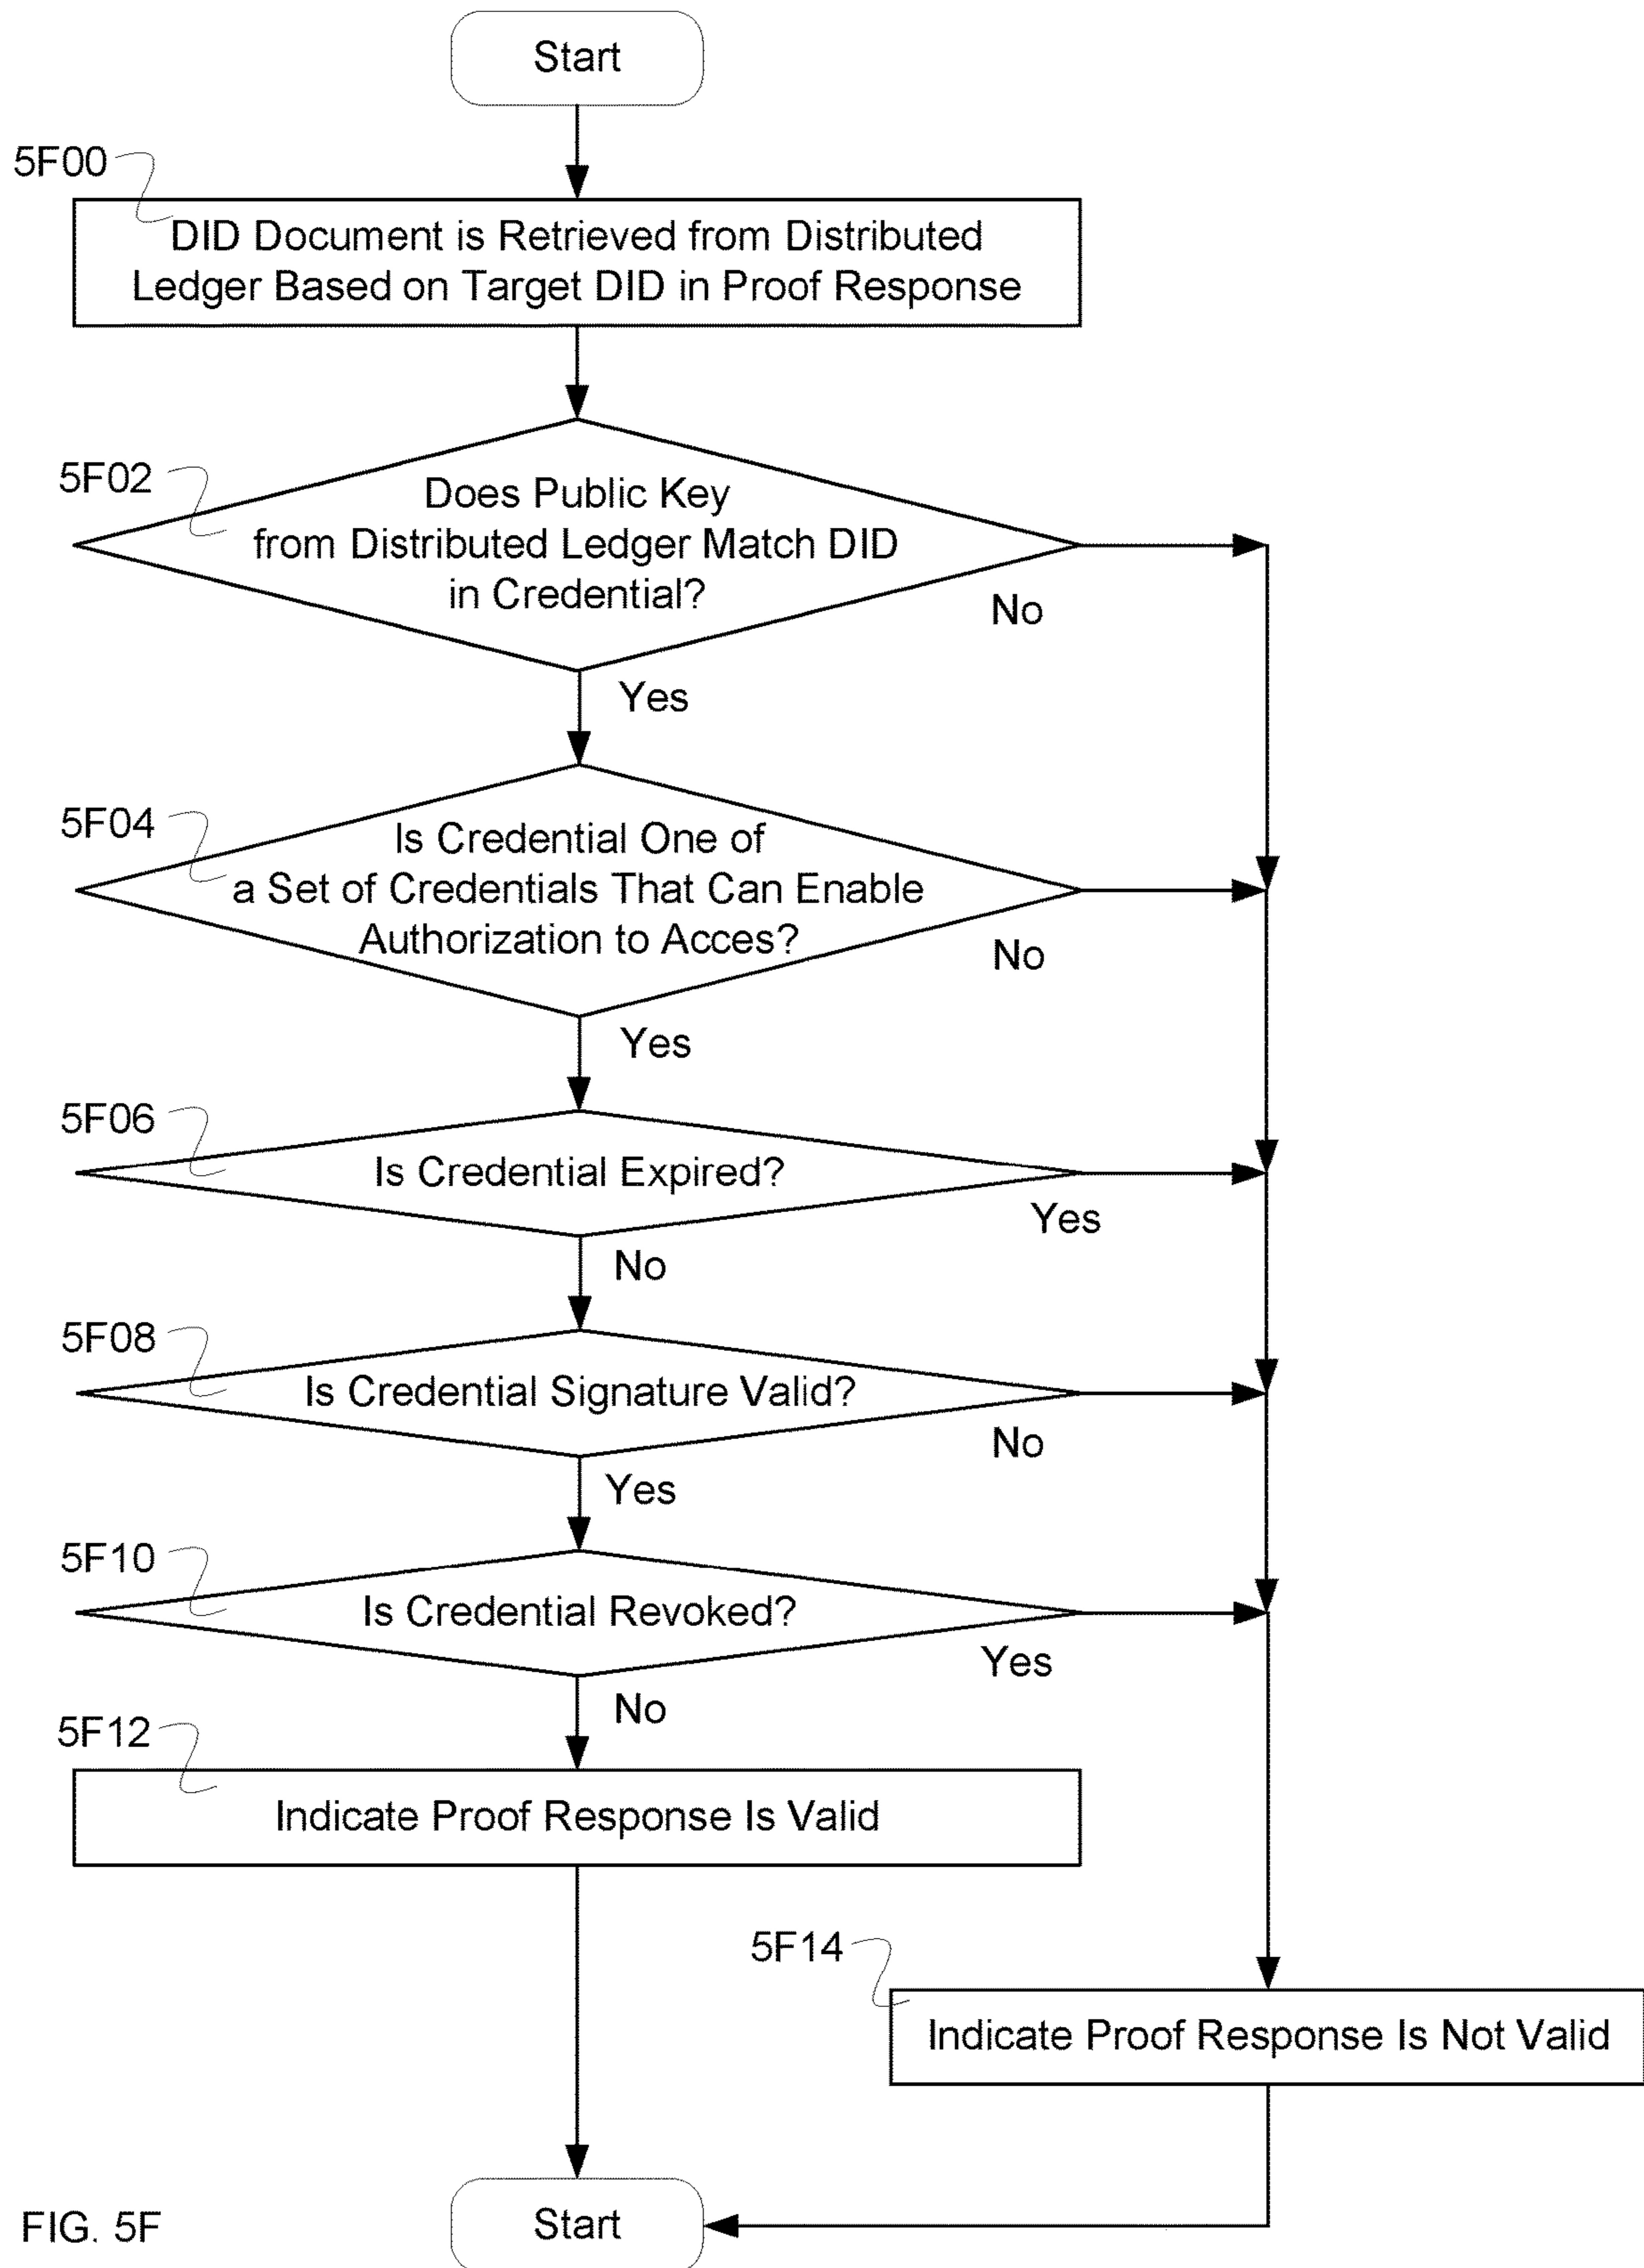 Start
5F00
DID Document is Retrieved from Distributed
Ledger Based on Target DID in Proof Response
5F02
Does Public Key
from Distributed Ledger Match DID
in Credential?
No
Yes
5F04
Is Credential One of
a Set of Credentials That Can Enable
Authorization to Acces?
No
Yes
5F06
Is Credential Expired?
Yes
No
5F08
Is Credential Signature Valid?
No
Yes
5F10
Is Credential Revoked?
Yes
No
5F12
Indicate Proof Response Is Valid
5F14
Indicate Proof Response Is Not Valid
Start
FIG. 5F